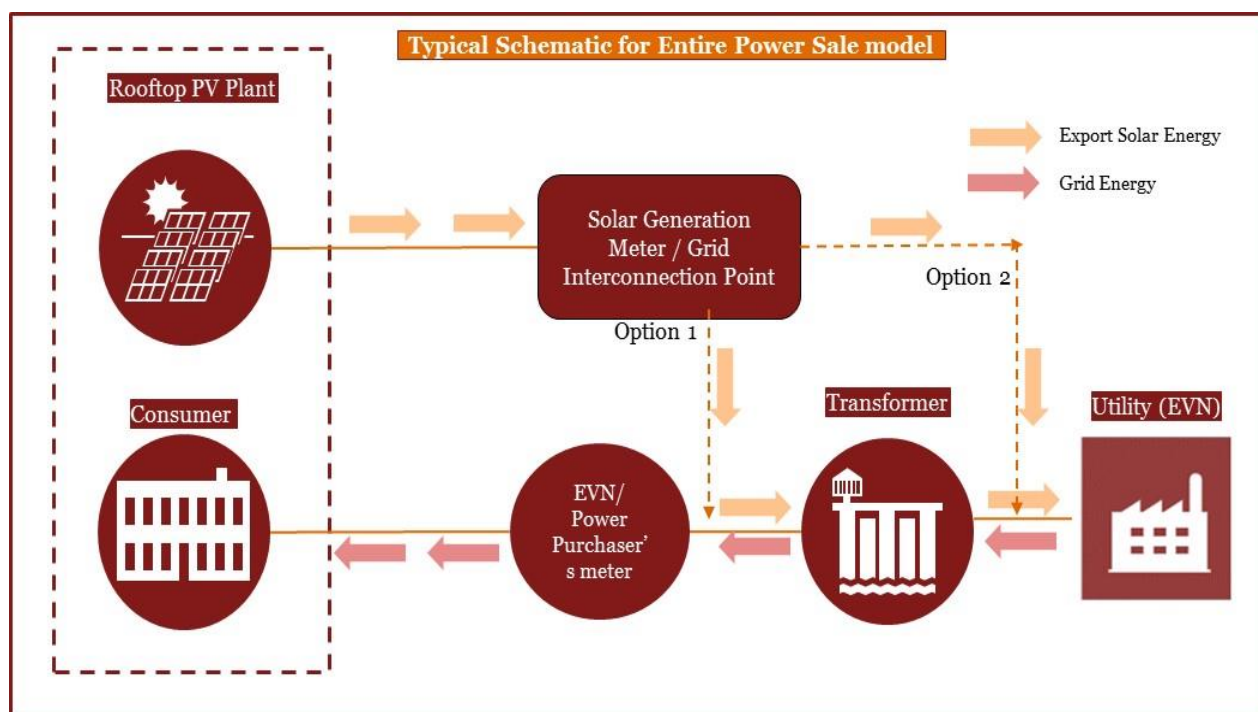 Typical Schematic for Entire Power Sale model
Rooftop PV Plant
Export Solar Energy
Grid Energy
Solar Generation
Meter / Grid
Interconnection Point
Option 2
Option 1
Consumer
Transformer
Utility (EVN)
EVN/
Power
Purchaser’
s meter